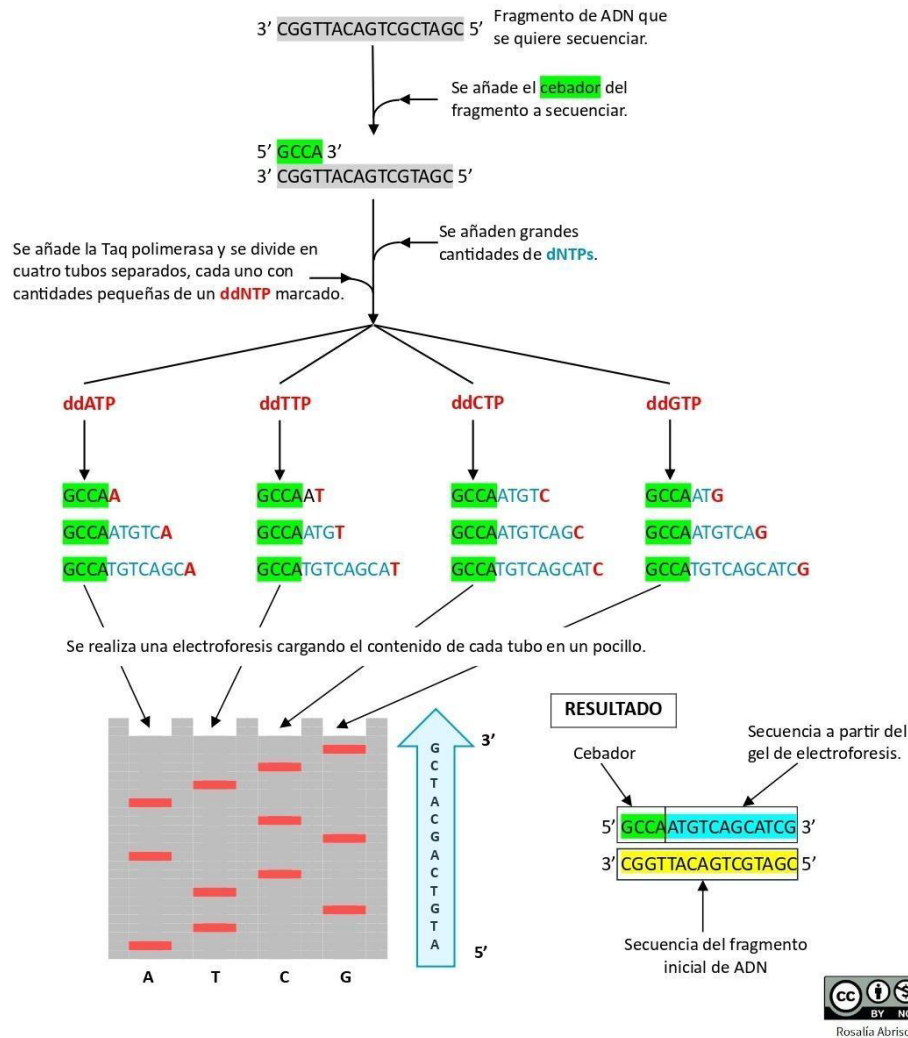 3’ CGGTTACAGTCGCTAGC 5’
Fragmento de ADN que
se quiere secuenciar.
Se añade el cebador del
fragmento a secuenciar.
5’ GCCA 3’
3’ CGGTTACAGTCGTAGC 5’
Se añaden grandes
cantidades de dNTPs.
Se añade la Taq polimerasa y se divide en
cuatro tubos separados, cada uno con
cantidades pequeñas de un ddNTP marcado.
ddATP ddTTP ddCTP ddGTP
GCCAA GCCAAT GCCAATGTC GCCAATG
GCCAATGTCA GCCAATGT GCCAATGTCAGC GCCAATGTCAG
GCCATGTCAGCA GCCATGTCAGCAT GCCATGTCAGCATC GCCATGTCAGCATCG
Se realiza una electroforesis cargando el contenido de cada tubo en un pocillo.
3’
G
C
T
A
C
G
A
C
T
G
T
A
5’
A T C G
RESULTADO
Cebador
Secuencia a partir del
gel de electroforesis.
5’ GCCAATGTCAGCATCG 3’
3’ CGGTTACAGTCGTAGC 5’
Secuencia del fragmento
inicial de ADN
cc
BY
Rosalía